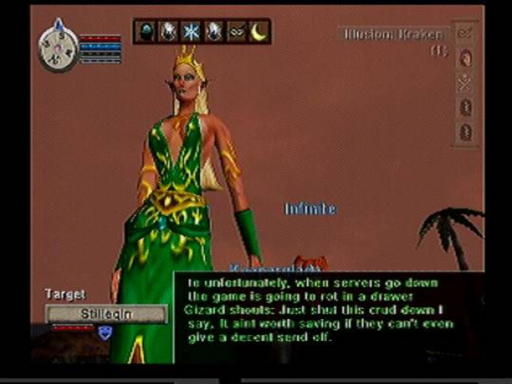 Illusion: Kraken
(1)
Infinite
Target
Stilleqin
to unfortunately, when servers go down
the game is going to rot in a drawer
Gizard shouts: Just shut this crud down I
say, It aint worth saving if they can't even
give a decent send off.